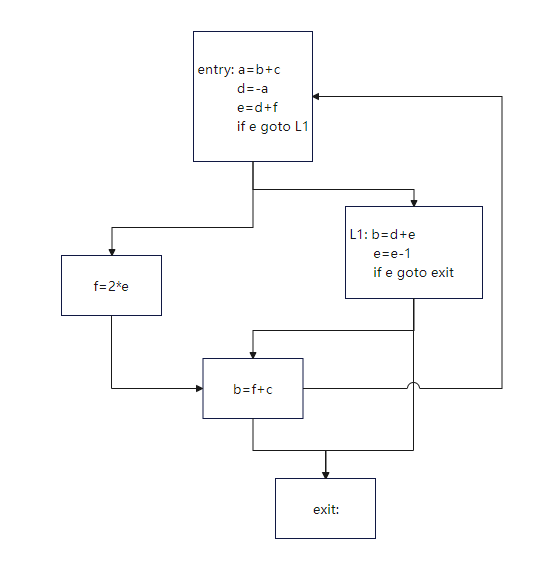 entry: a=b+c
d=-a
e=d+f
if e goto L1
L1: b=d+e
e=e-1
if e goto exit
f=2*e
b=f+c
exit: